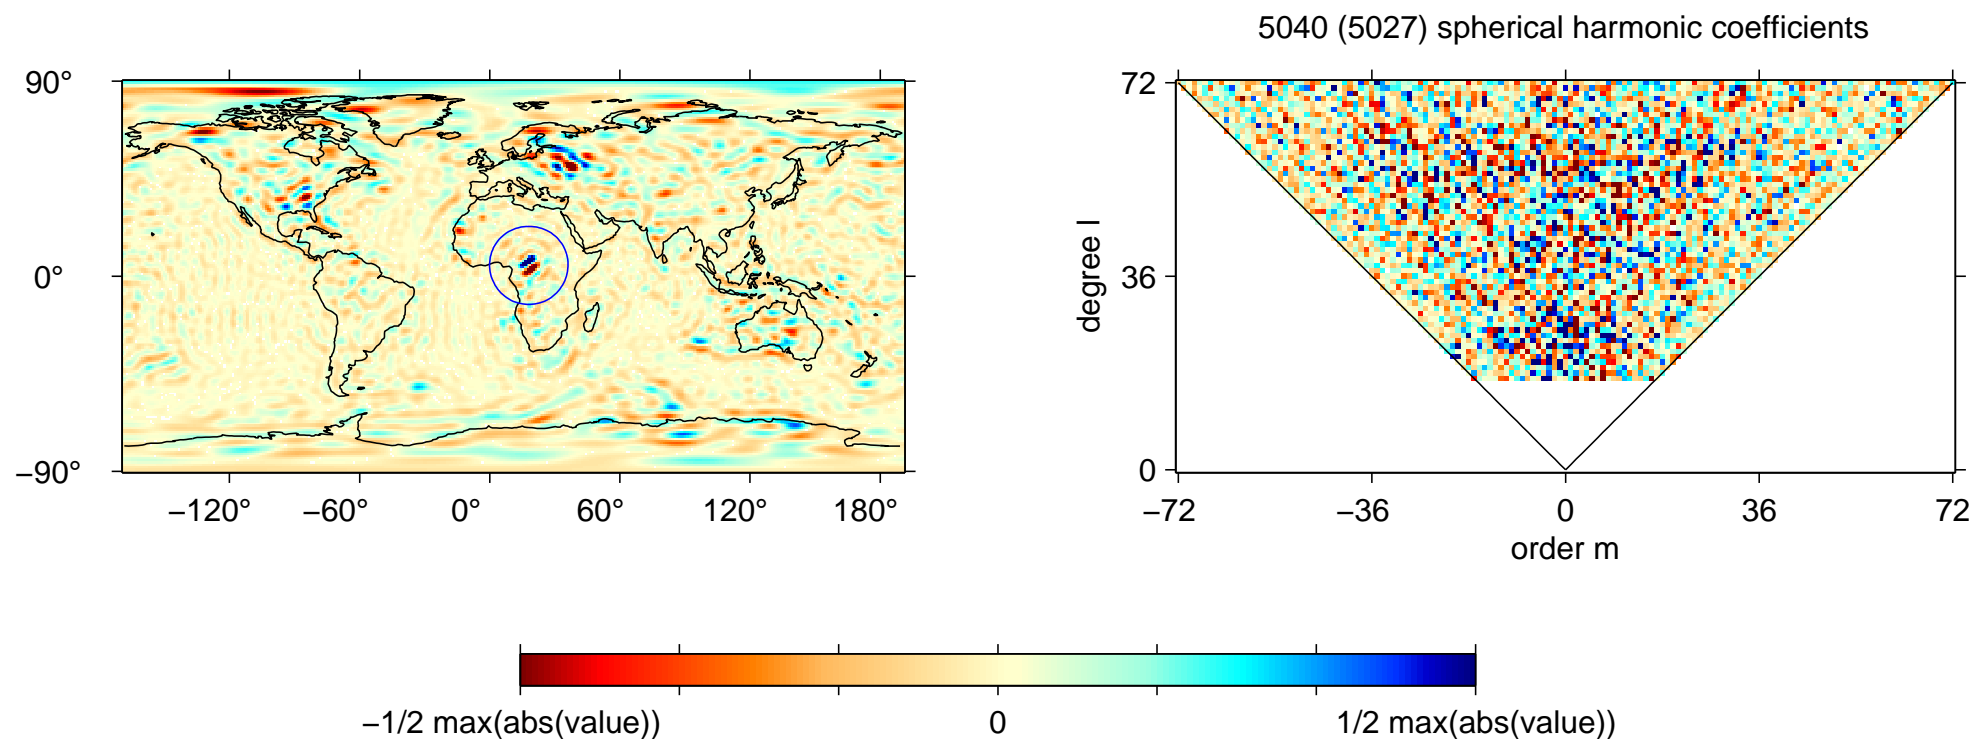 5040 (5027) spherical harmonic coefficients
90°
0°
−90°
−120° −60° 0° 60° 120° 180°
72
36
0
degree l
−72 −36 0 36 72
order m
−1/2 max(abs(value)) 0 1/2 max(abs(value))